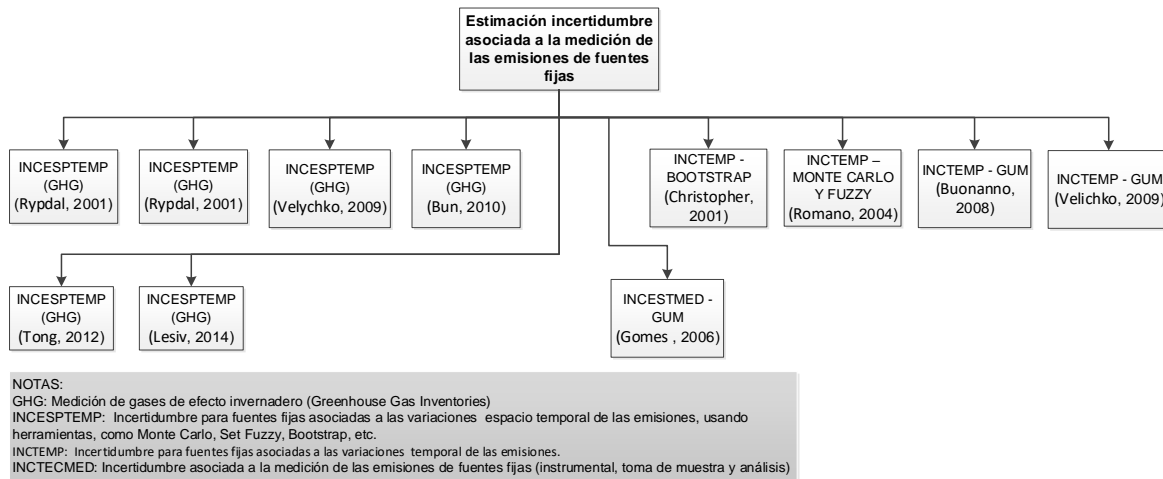 Estimación incertidumbre
asociada a la medición de
las emisiones de fuentes
fijas
INCESPTEMP
(GHG)
(Rypdal, 2001)
INCESPTEMP
(GHG)
(Rypdal, 2001)
INCESPTEMP
(GHG)
(Velychko, 2009)
INCESPTEMP
(GHG)
(Bun, 2010)
INCTEMP -
BOOTSTRAP
(Christopher,
2001)
INCTEMP –
MONTE CARLO
Y FUZZY
(Romano, 2004)
INCTEMP - GUM
(Buonanno,
2008)
INCTEMP - GUM
(Velichko, 2009)
INCESPTEMP
(GHG)
(Tong, 2012)
INCESPTEMP
(GHG)
(Lesiv, 2014)
INCESTMED -
GUM
(Gomes , 2006)
NOTAS:
GHG: Medición de gases de efecto invernadero (Greenhouse Gas Inventories)
INCESPTEMP: Incertidumbre para fuentes fijas asociadas a las variaciones espacio temporal de las emisiones, usando
herramientas, como Monte Carlo, Set Fuzzy, Bootstrap, etc.
INCTEMP: Incertidumbre para fuentes fijas asociadas a las variaciones temporal de las emisiones.
INCTECMED: Incertidumbre asociada a la medición de las emisiones de fuentes fijas (instrumental, toma de muestra y análisis)